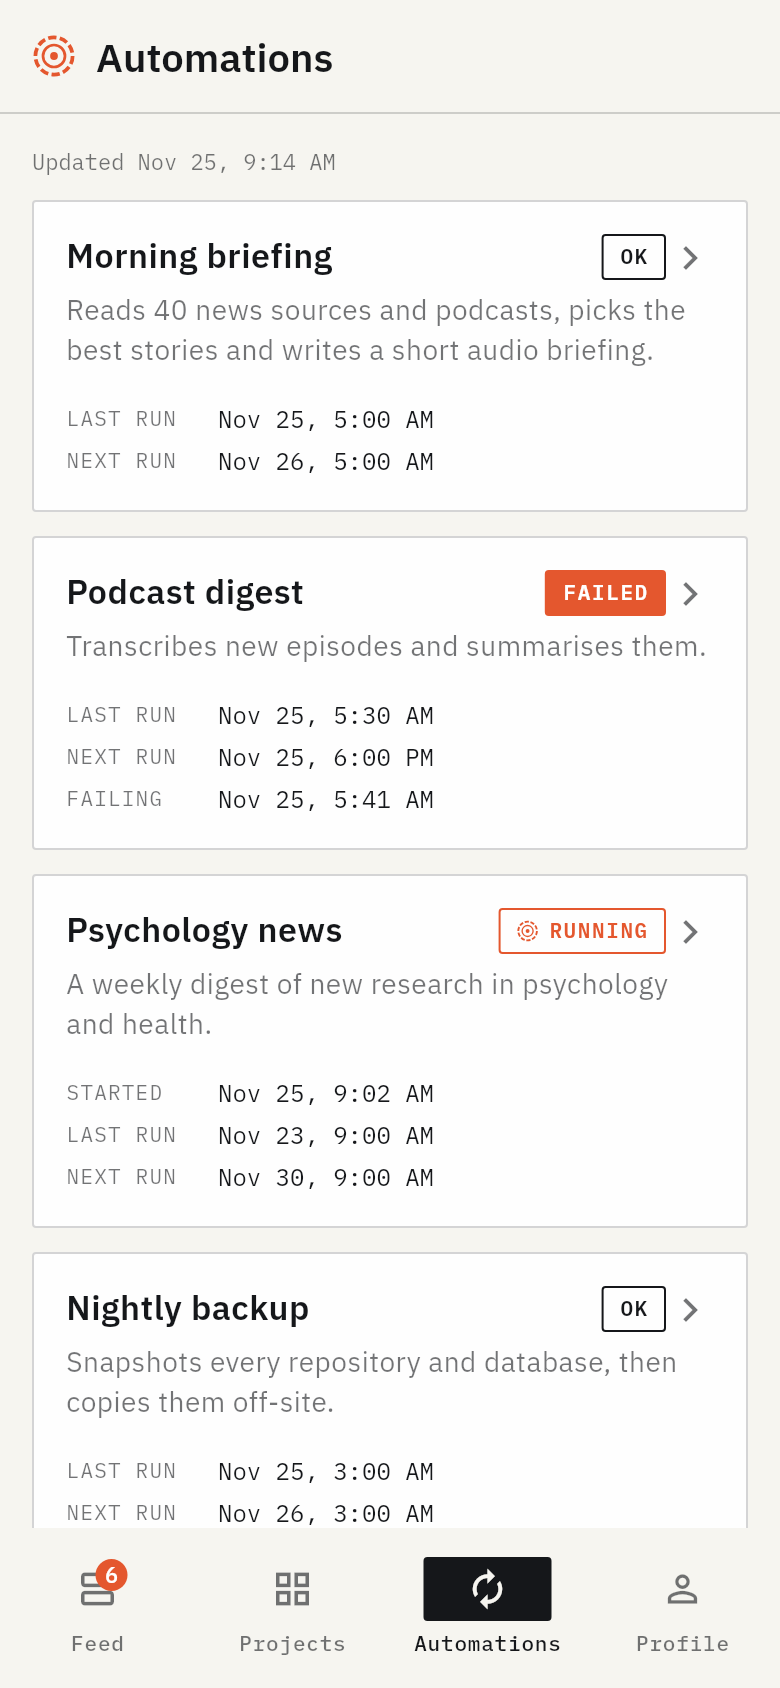 Automations
Updated Nov 25, 9:14 AM
Morning briefing OK
Reads 40 news sources and podcasts, picks the
best stories and writes a short audio briefing.
LAST RUN Nov 25, 5:00 AM
NEXT RUN Nov 26, 5:00 AM
Podcast digest FAILED
Transcribes new episodes and summarises them.
LAST RUN Nov 25, 5:30 AM
NEXT RUN Nov 25, 6:00 PM
FAILING Nov 25, 5:41 AM
Psychology news RUNNING
A weekly digest of new research in psychology
and health.
STARTED Nov 25, 9:02 AM
LAST RUN Nov 23, 9:00 AM
NEXT RUN Nov 30, 9:00 AM
Nightly backup OK
Snapshots every repository and database, then
copies them off-site.
LAST RUN Nov 25, 3:00 AM
NEXT RUN Nov 26, 3:00 AM
6
Feed Projects Automations Profile